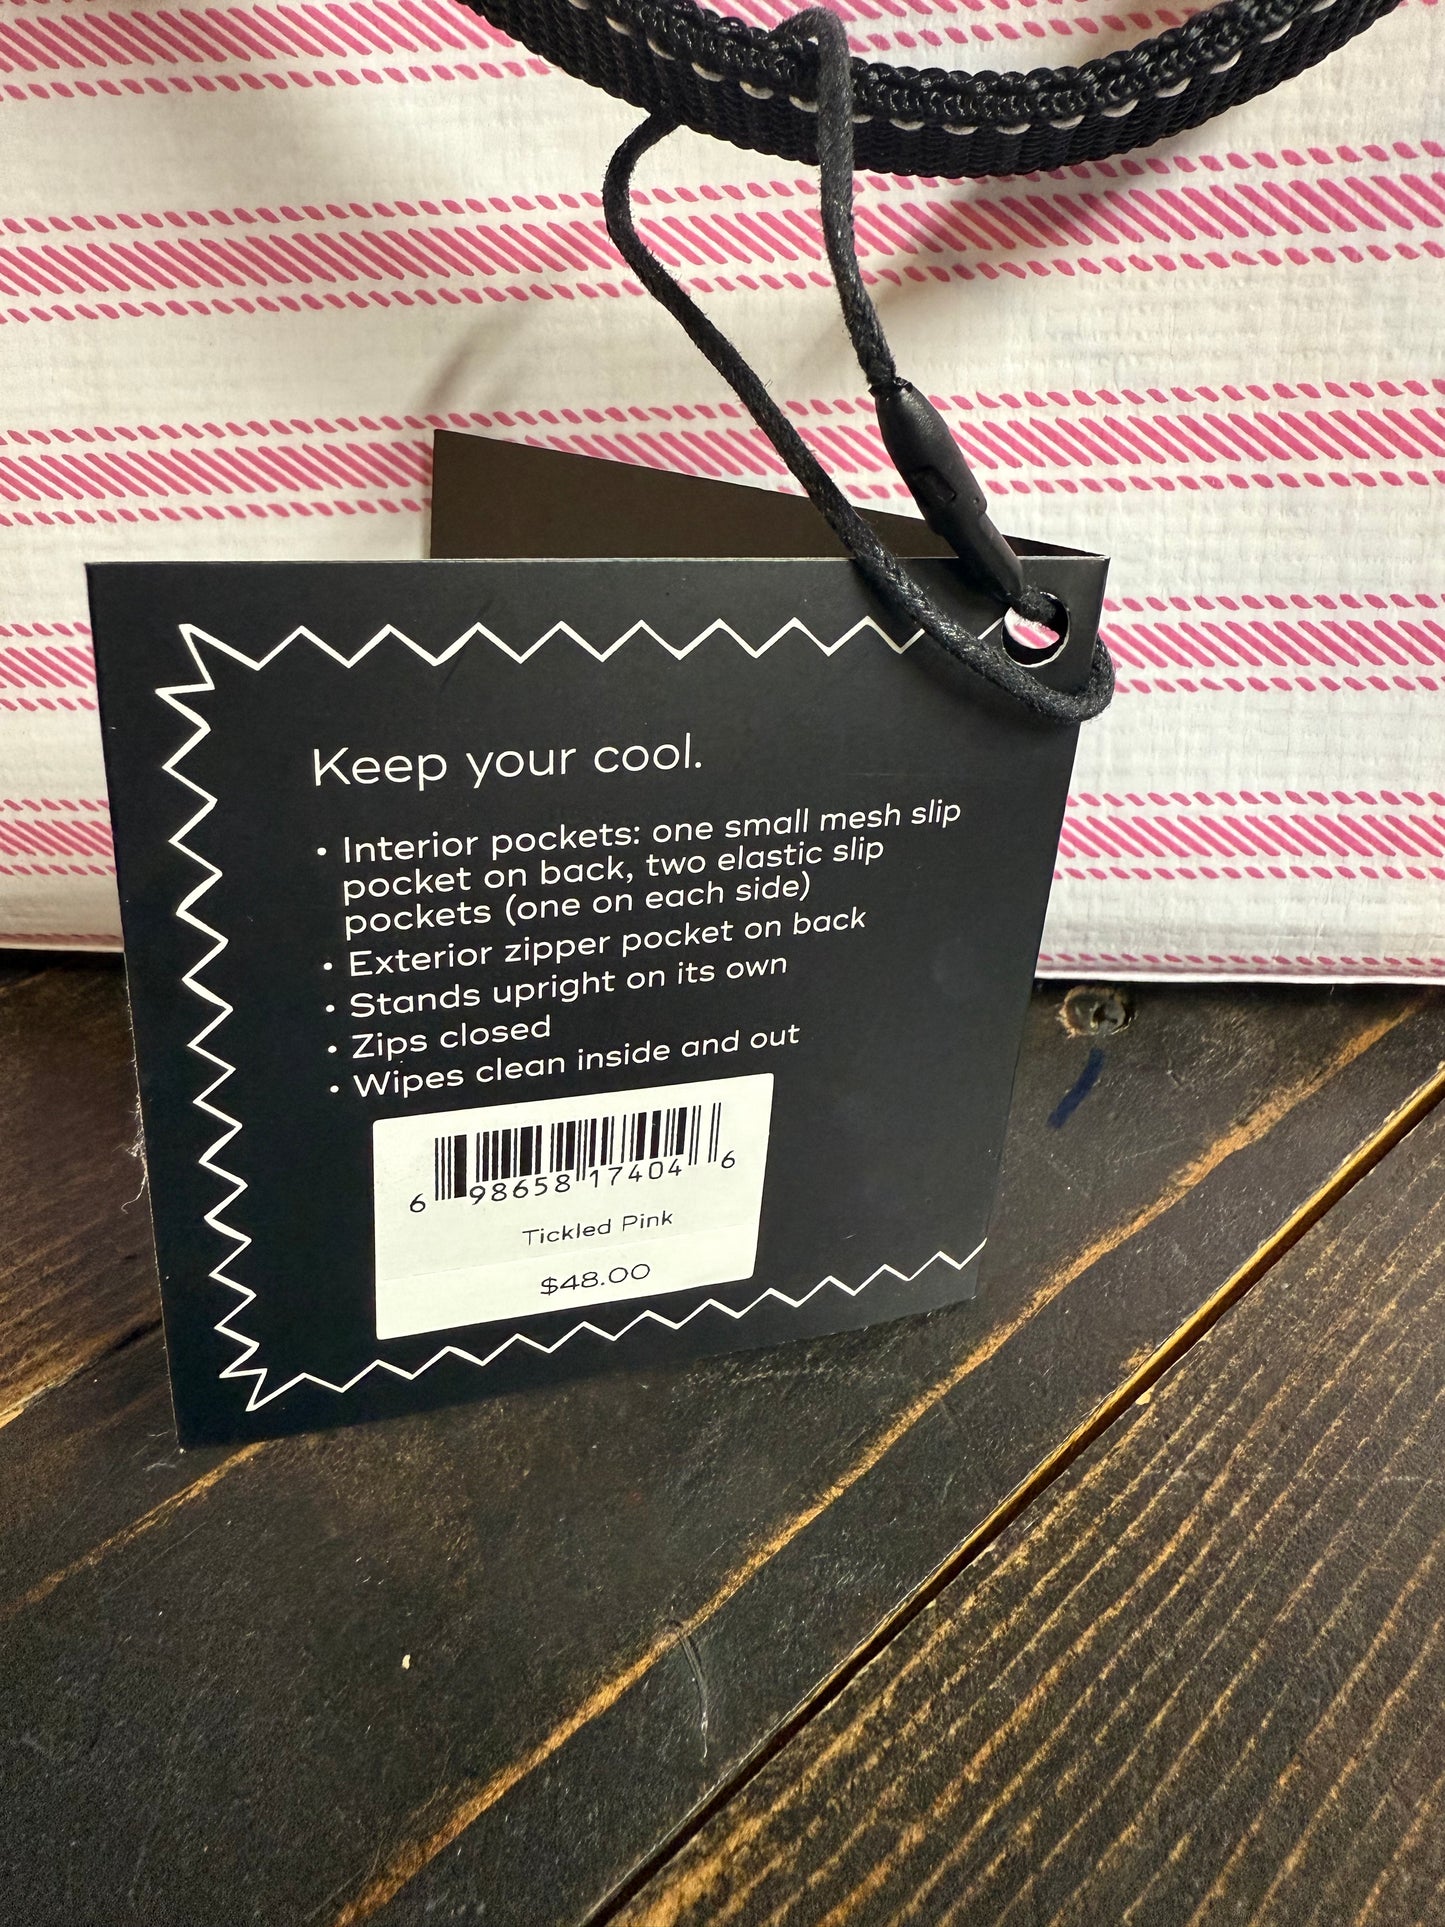 Keep your cool.
• Interior pockets: one small mesh slip
pocket on back, two elastic slip
pockets (one on each side)
• Exterior zipper pocket on back
• Stands upright on its own
• Zips closed
• Wipes clean inside and out
6 98658 17404 6
Tickled Pink
$48.00